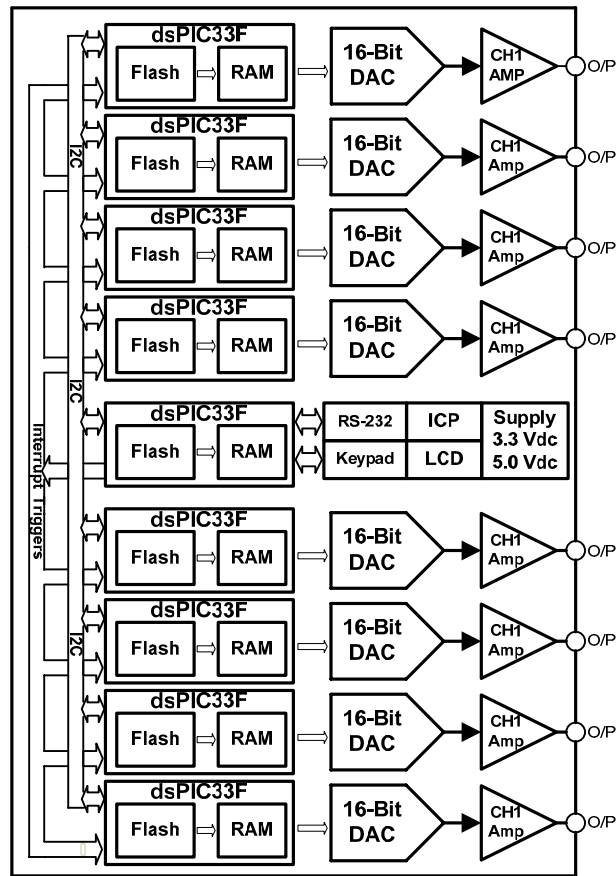 dsPIC33F
Flash
RAM
16-Bit
DAC
CH1
AMP
O/P
dsPIC33F
Flash
RAM
16-Bit
DAC
CH1
Amp
O/P
dsPIC33F
Flash
RAM
16-Bit
DAC
CH1
Amp
O/P
dsPIC33F
Flash
RAM
16-Bit
DAC
CH1
Amp
O/P
dsPIC33F
Flash
RAM
RS-232
ICP
Keypad
LCD
Supply
3.3 Vdc
5.0 Vdc
dsPIC33F
Flash
RAM
16-Bit
DAC
CH1
Amp
O/P
dsPIC33F
Flash
RAM
16-Bit
DAC
CH1
Amp
O/P
dsPIC33F
Flash
RAM
16-Bit
DAC
CH1
Amp
O/P
dsPIC33F
Flash
RAM
16-Bit
DAC
CH1
Amp
O/P
I2C
I2C
I2C
Interrupt Triggers